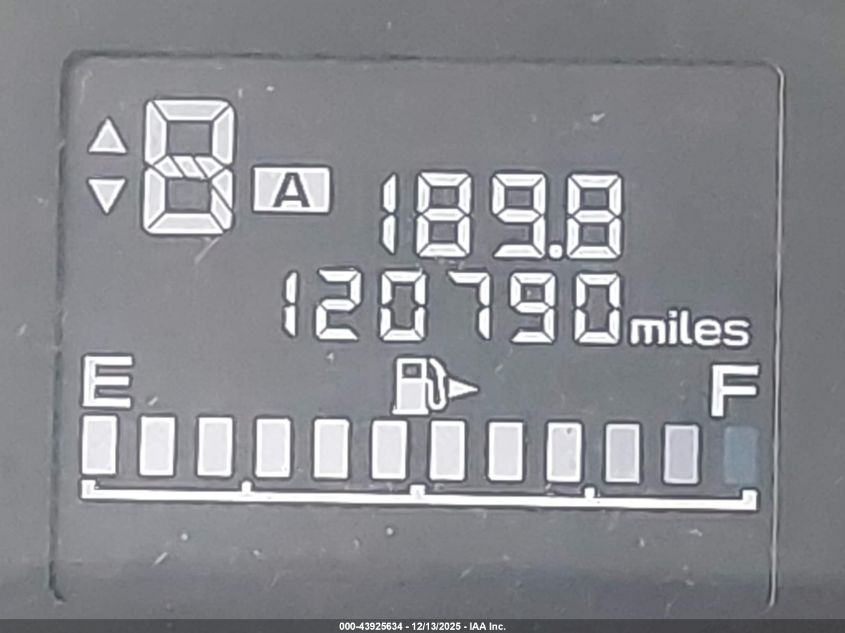 8 A 189.8
120790 miles
E F
000-43925634 - 12/13/2025 - IAA Inc.